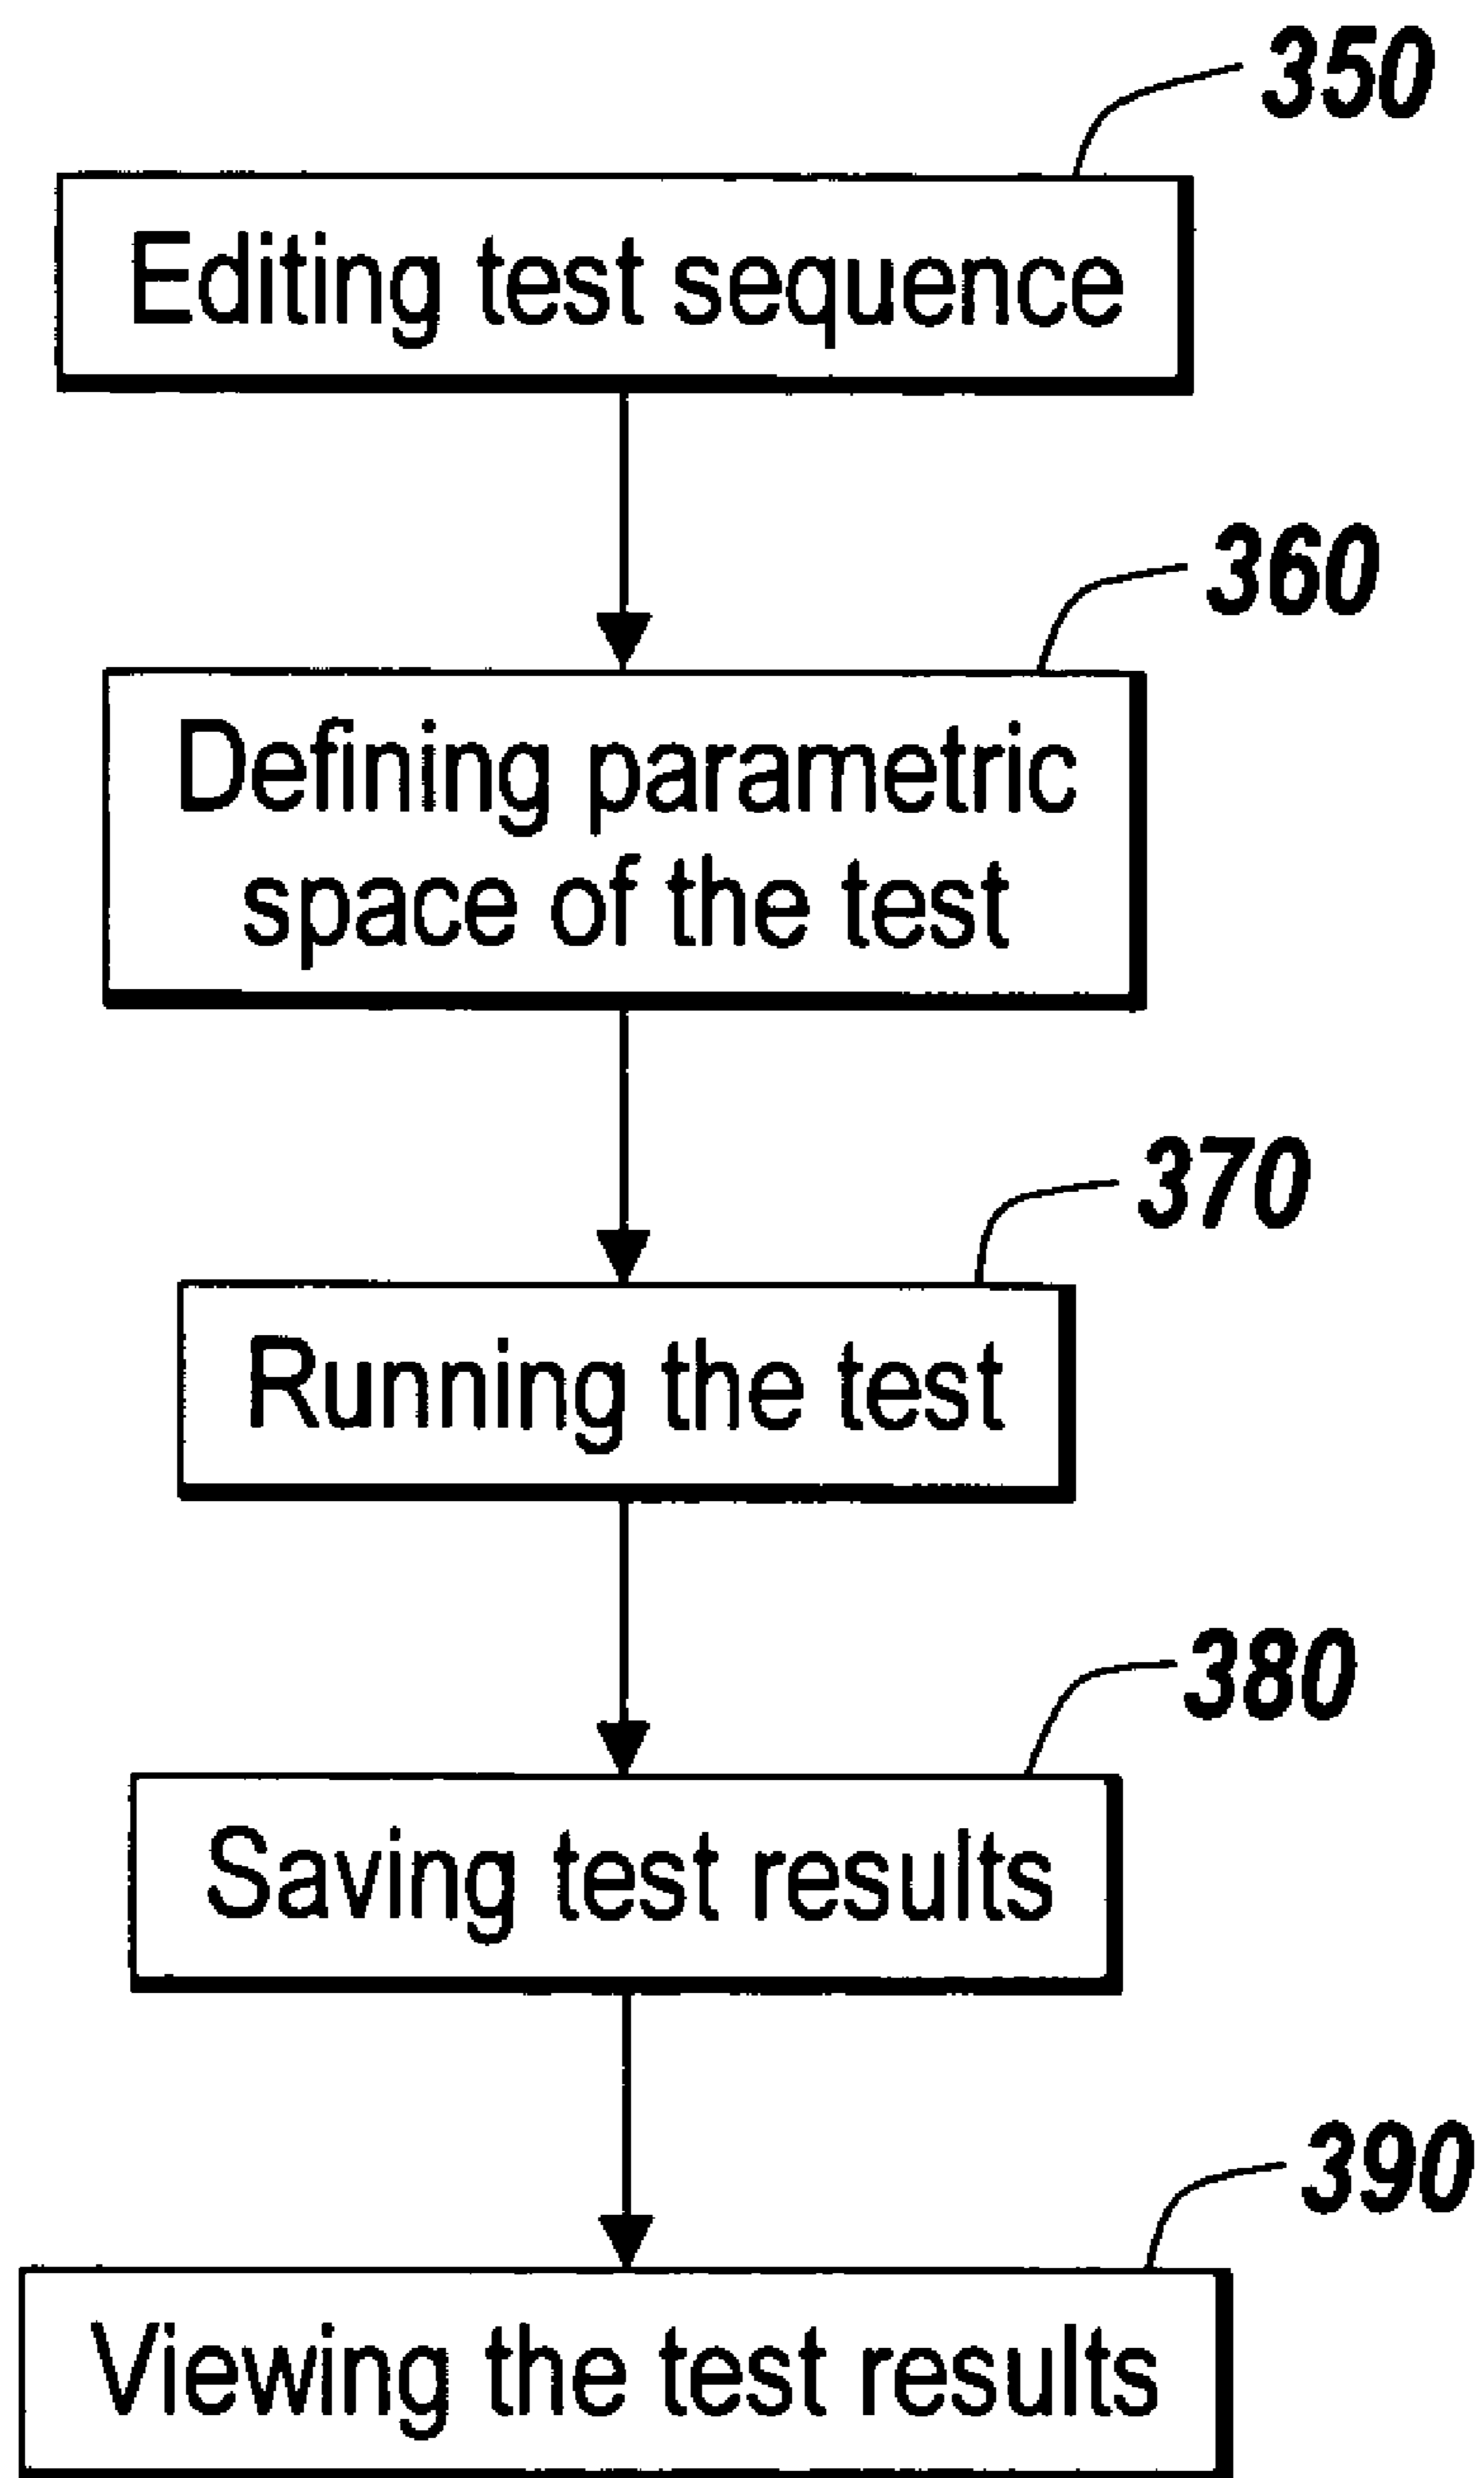 350
Editing test sequence
360
Defining parametric
space of the test
370
Running the test
380
Saving test results
390
Viewing the test results